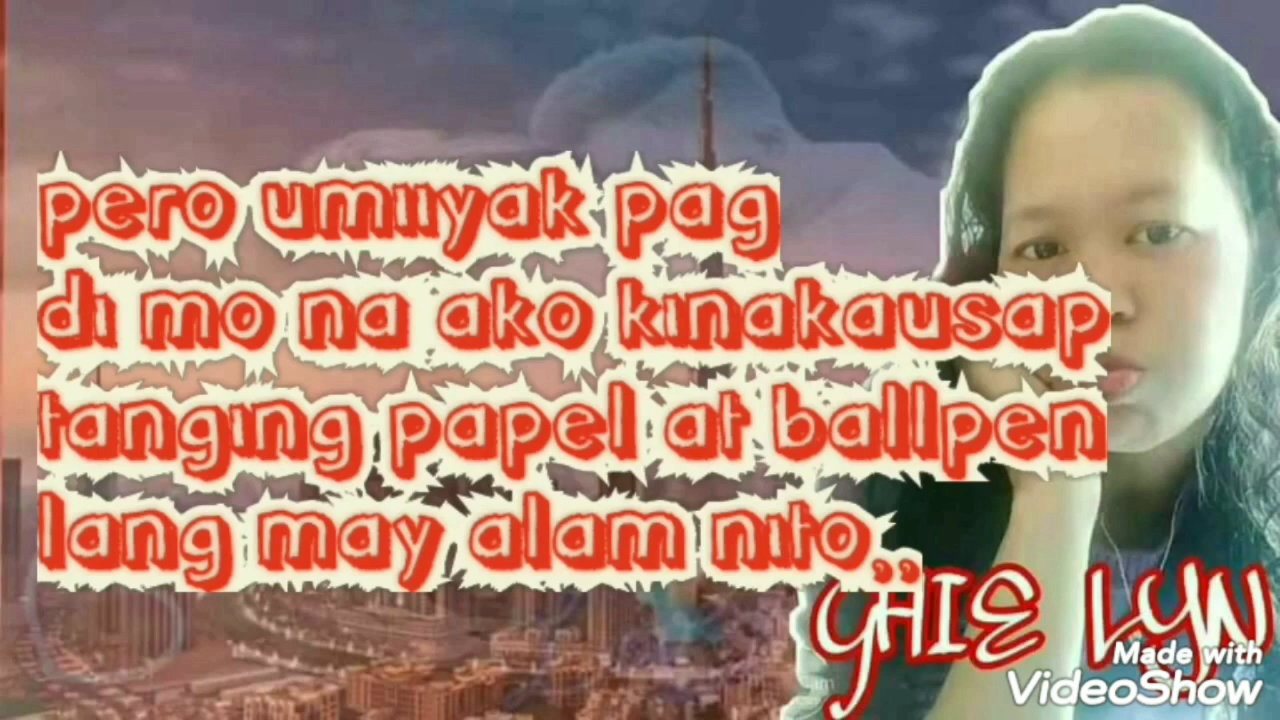 pero umiiyak pag
di mo na ako kinakausap
tanging papel at ballpen
lang may alam nito,,
YHIE LYN
Made with
VideoShow